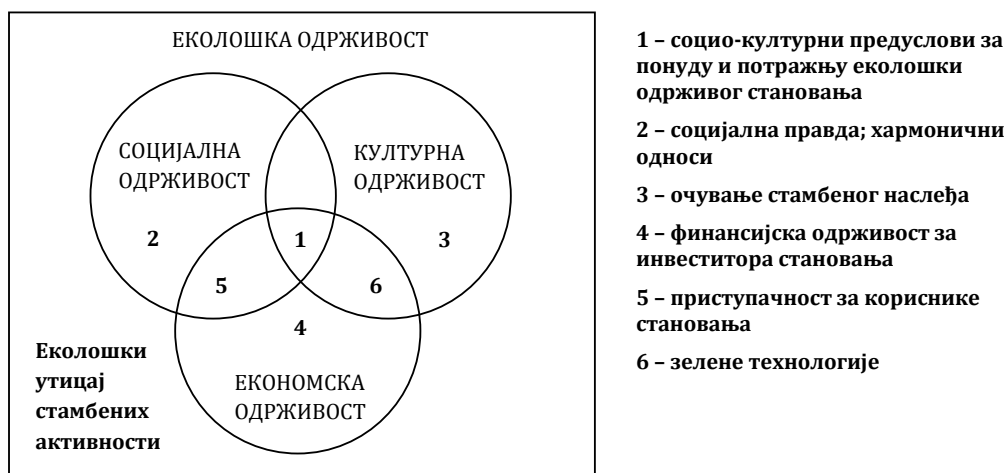 ЕКОЛОШКА ОДРЖИВОСТ
СОЦИЈАЛНА
ОДРЖИВОСТ
КУЛТУРНА
ОДРЖИВОСТ
2
1
3
5
6
4
Еколошки
утицај
стамбених
активности
ЕКОНОМСКА
ОДРЖИВОСТ
1 – социо-културни предуслови за
понуду и потражњу еколошки
одрживог становања
2 – социјална правда; хармонични
односи
3 – очување стамбеног наслеђа
4 – финансијска одрживост за
инвеститора становања
5 – приступачност за кориснике
становања
6 – зелене технологије